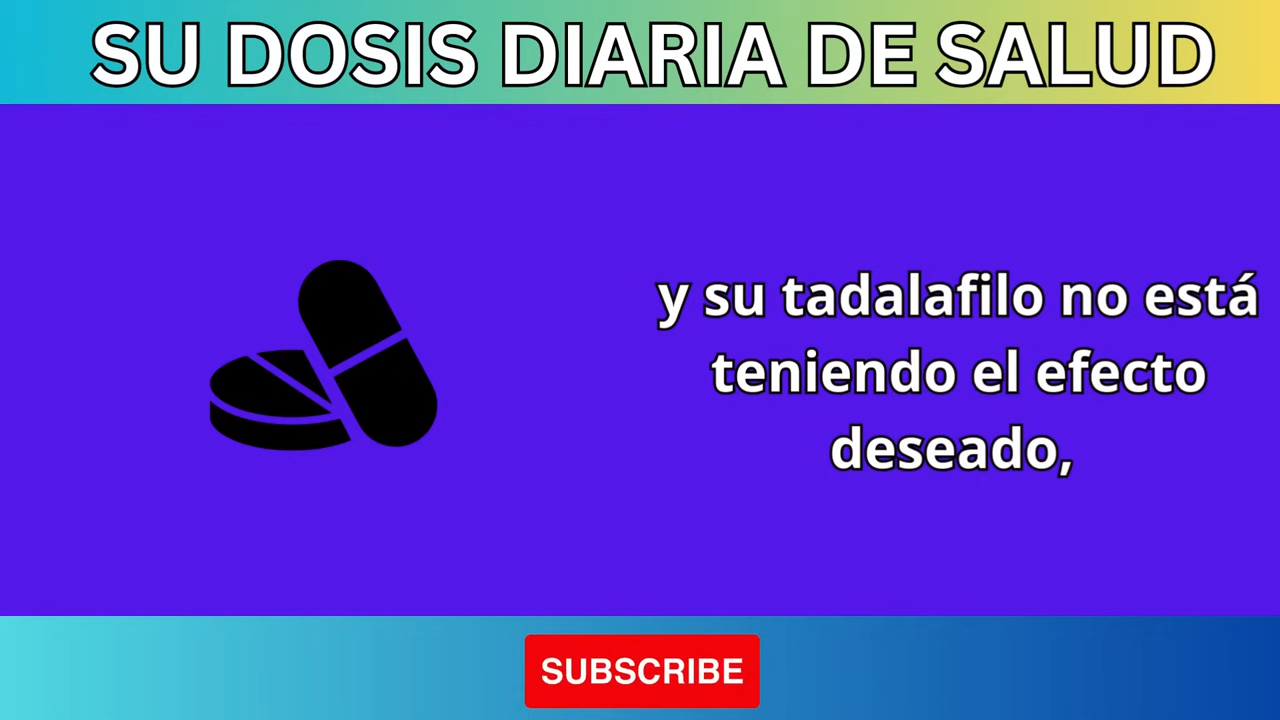 SU DOSIS DIARIA DE SALUD
y su tadalafilo no está
teniendo el efecto
deseado,
SUBSCRIBE